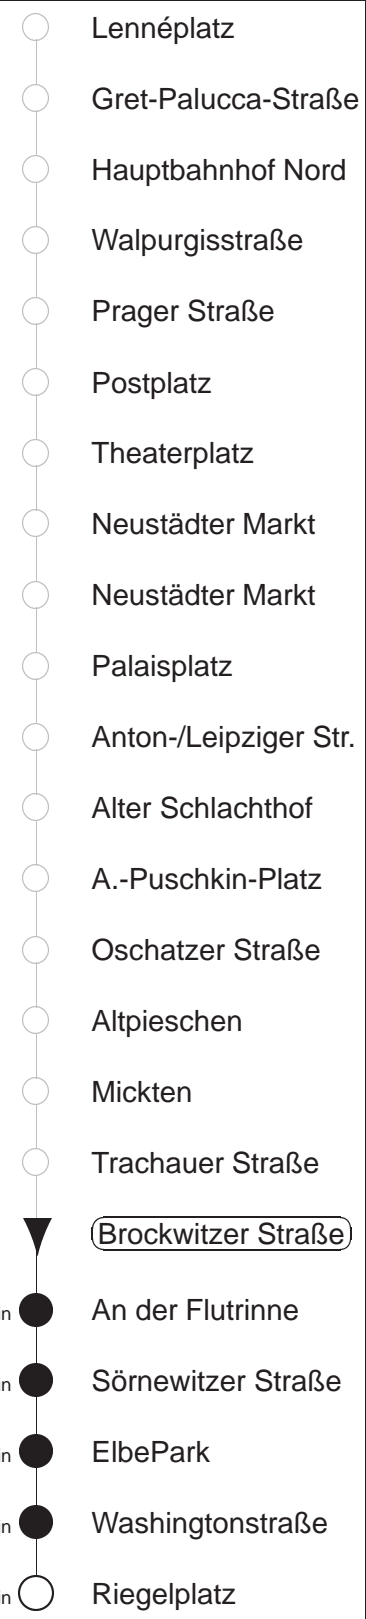 Lennéplatz
Gret-Palucca-Straße
Hauptbahnhof Nord
Walpurgisstraße
Prager Straße
Postplatz
Theaterplatz
Neustädter Markt
Neustädter Markt
Palaisplatz
Anton-/Leipziger Str.
Alter Schlachthof
A.-Puschkin-Platz
Oschatzer Straße
Altpieschen
Mickten
Trachauer Straße
Brockwitzer Straße
An der Flutrinne
Sörnewitzer Straße
ElbePark
Washingtonstraße
Riegelplatz